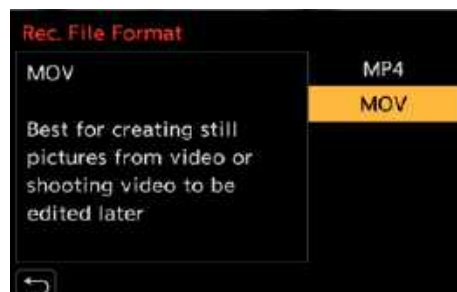 Rec. File Format
MOV
Best for creating still
pictures from video or
shooting video to be
edited later
MP4
MOV